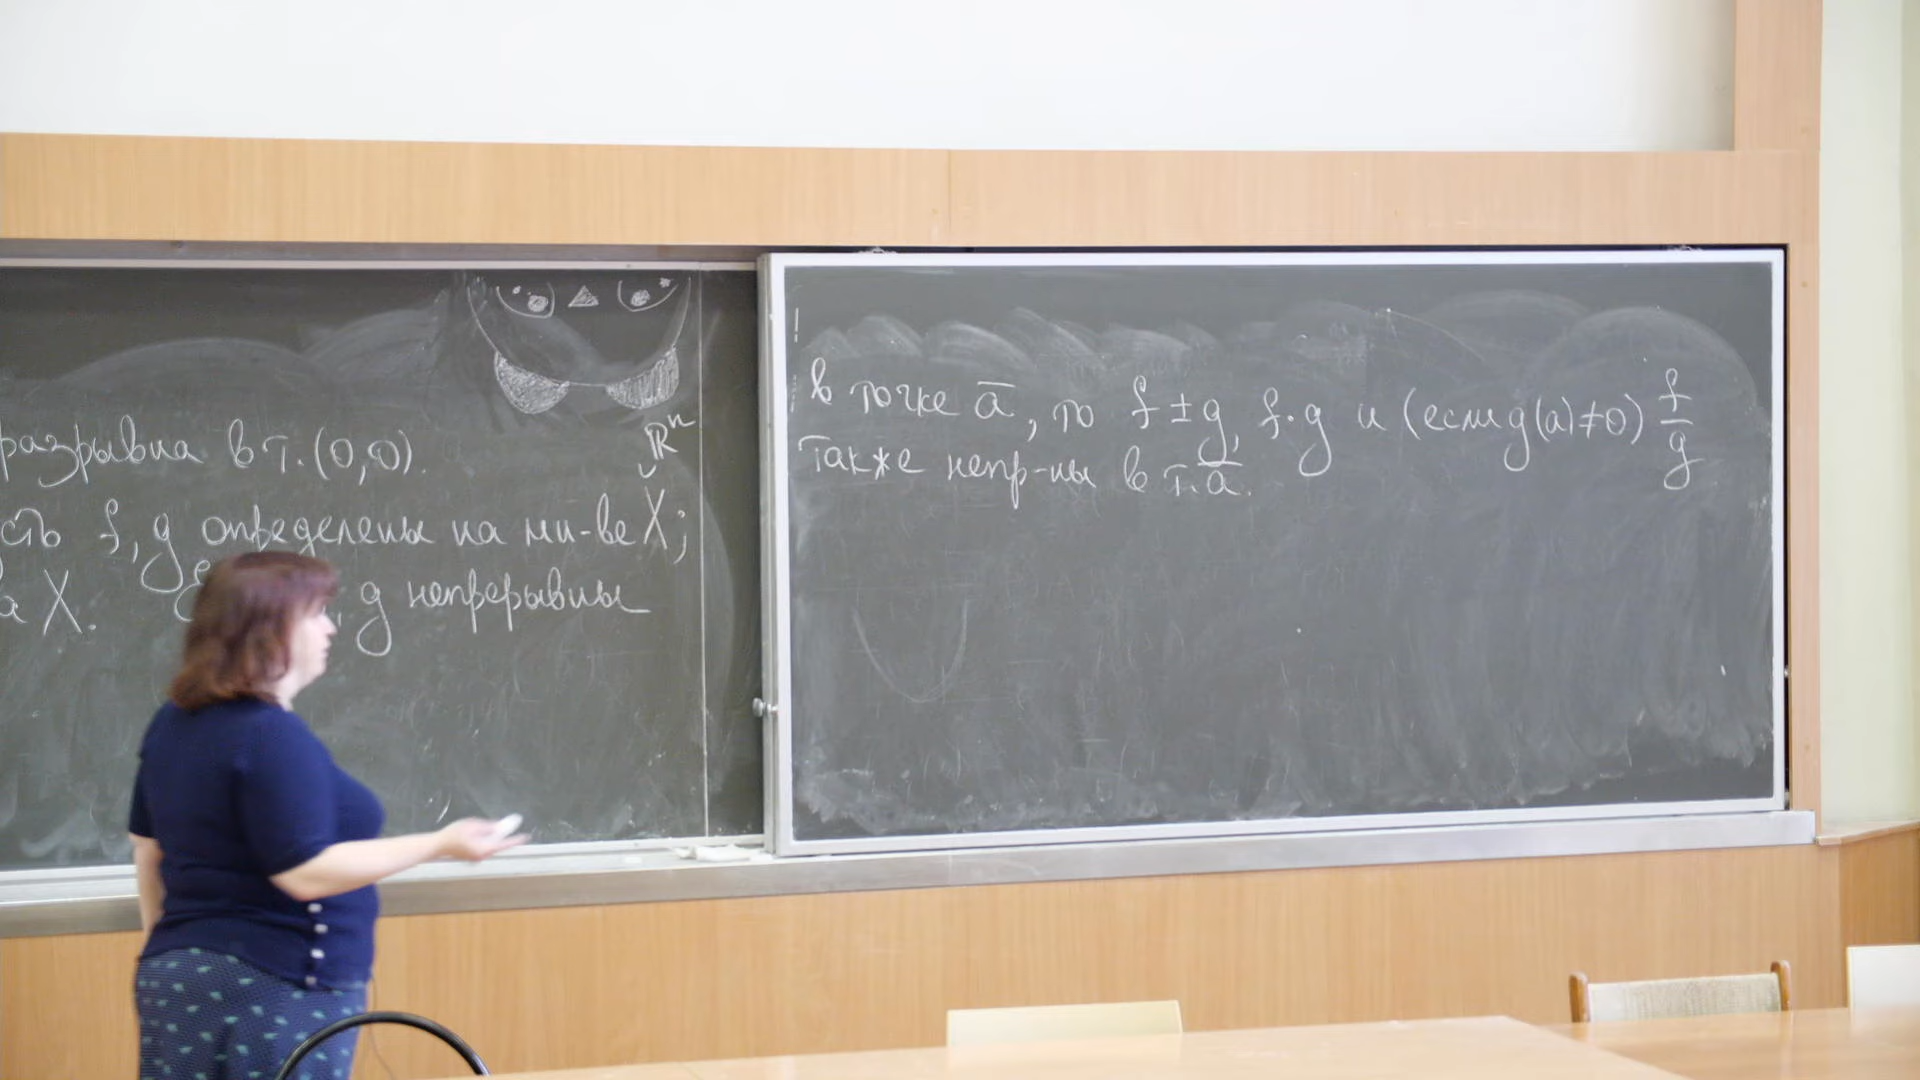 разрывна в т. (0,0).
ℝⁿ
сть f, g определены на мн-ве X;
а X. , g непрерывны
в точке a̅, то f ± g, f·g и (если g(a)≠0) f/g
также непр-ны в т. a̅.